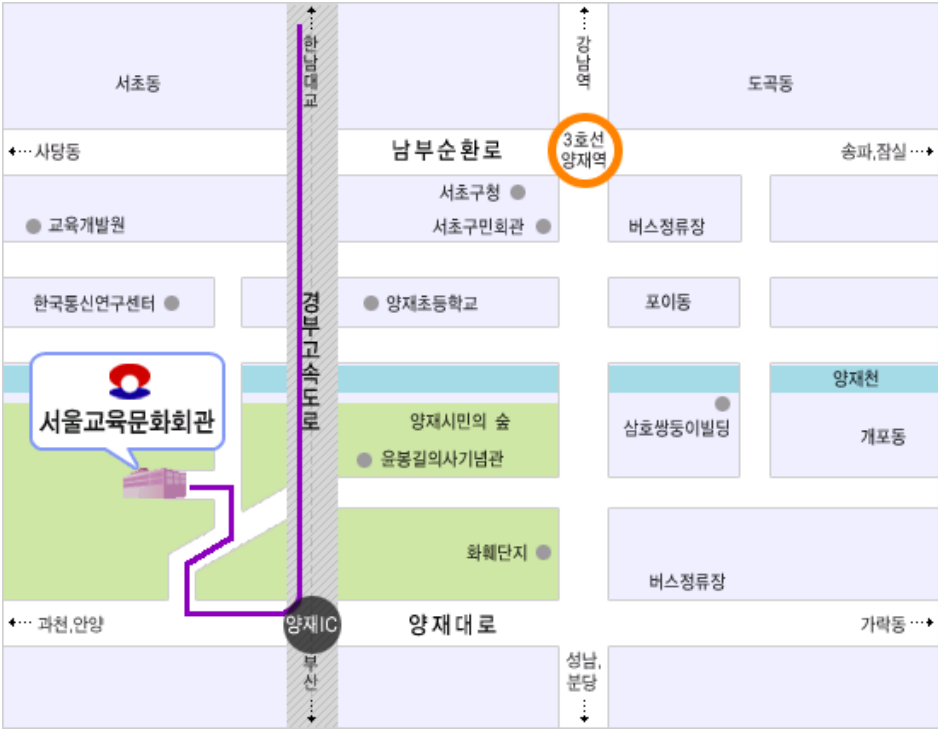 한남대교
강남역
서초동
도곡동
3호선
양재역
사당동
남부순환로
송파,잠실
서초구청
교육개발원
서초구민회관
버스정류장
한국통신연구센터
경부고속도로
양재초등학교
포이동
양재천
서울교육문화회관
양재시민의 숲
삼호쌍둥이빌딩
개포동
윤봉길의사기념관
화훼단지
버스정류장
과천,안양
양재IC
양재대로
가락동
부산
성남,
분당